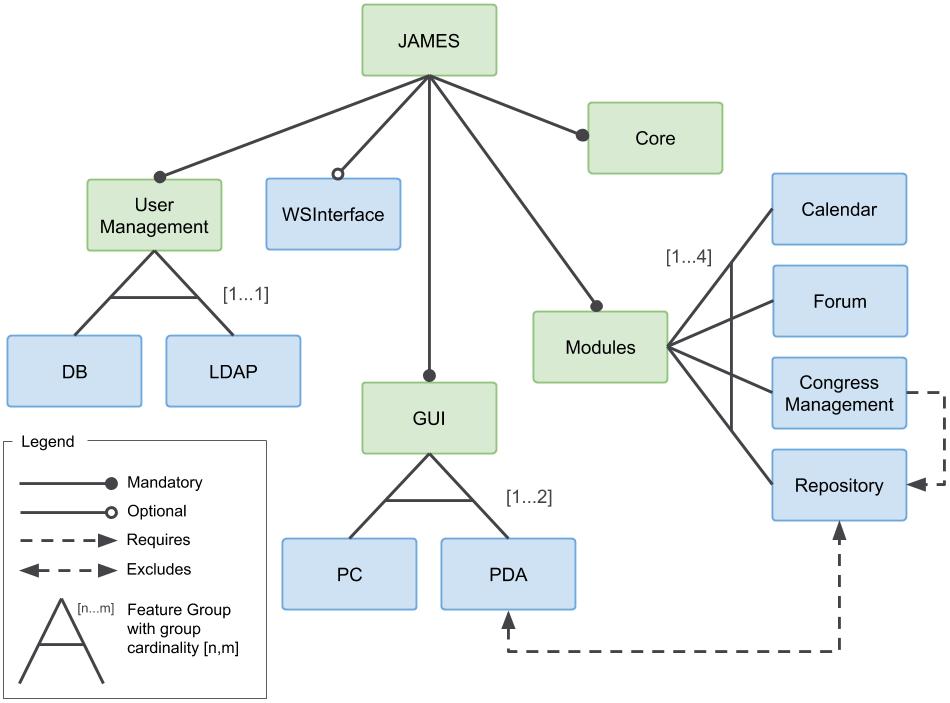 JAMES
Core
User
Management
WSInterface
Calendar
[1...4]
Forum
[1...1]
Modules
DB
LDAP
Congress
Management
GUI
Repository
[1...2]
PC
PDA
Legend
Mandatory
Optional
Requires
Excludes
[n...m]
Feature Group
with group
cardinality [n,m]